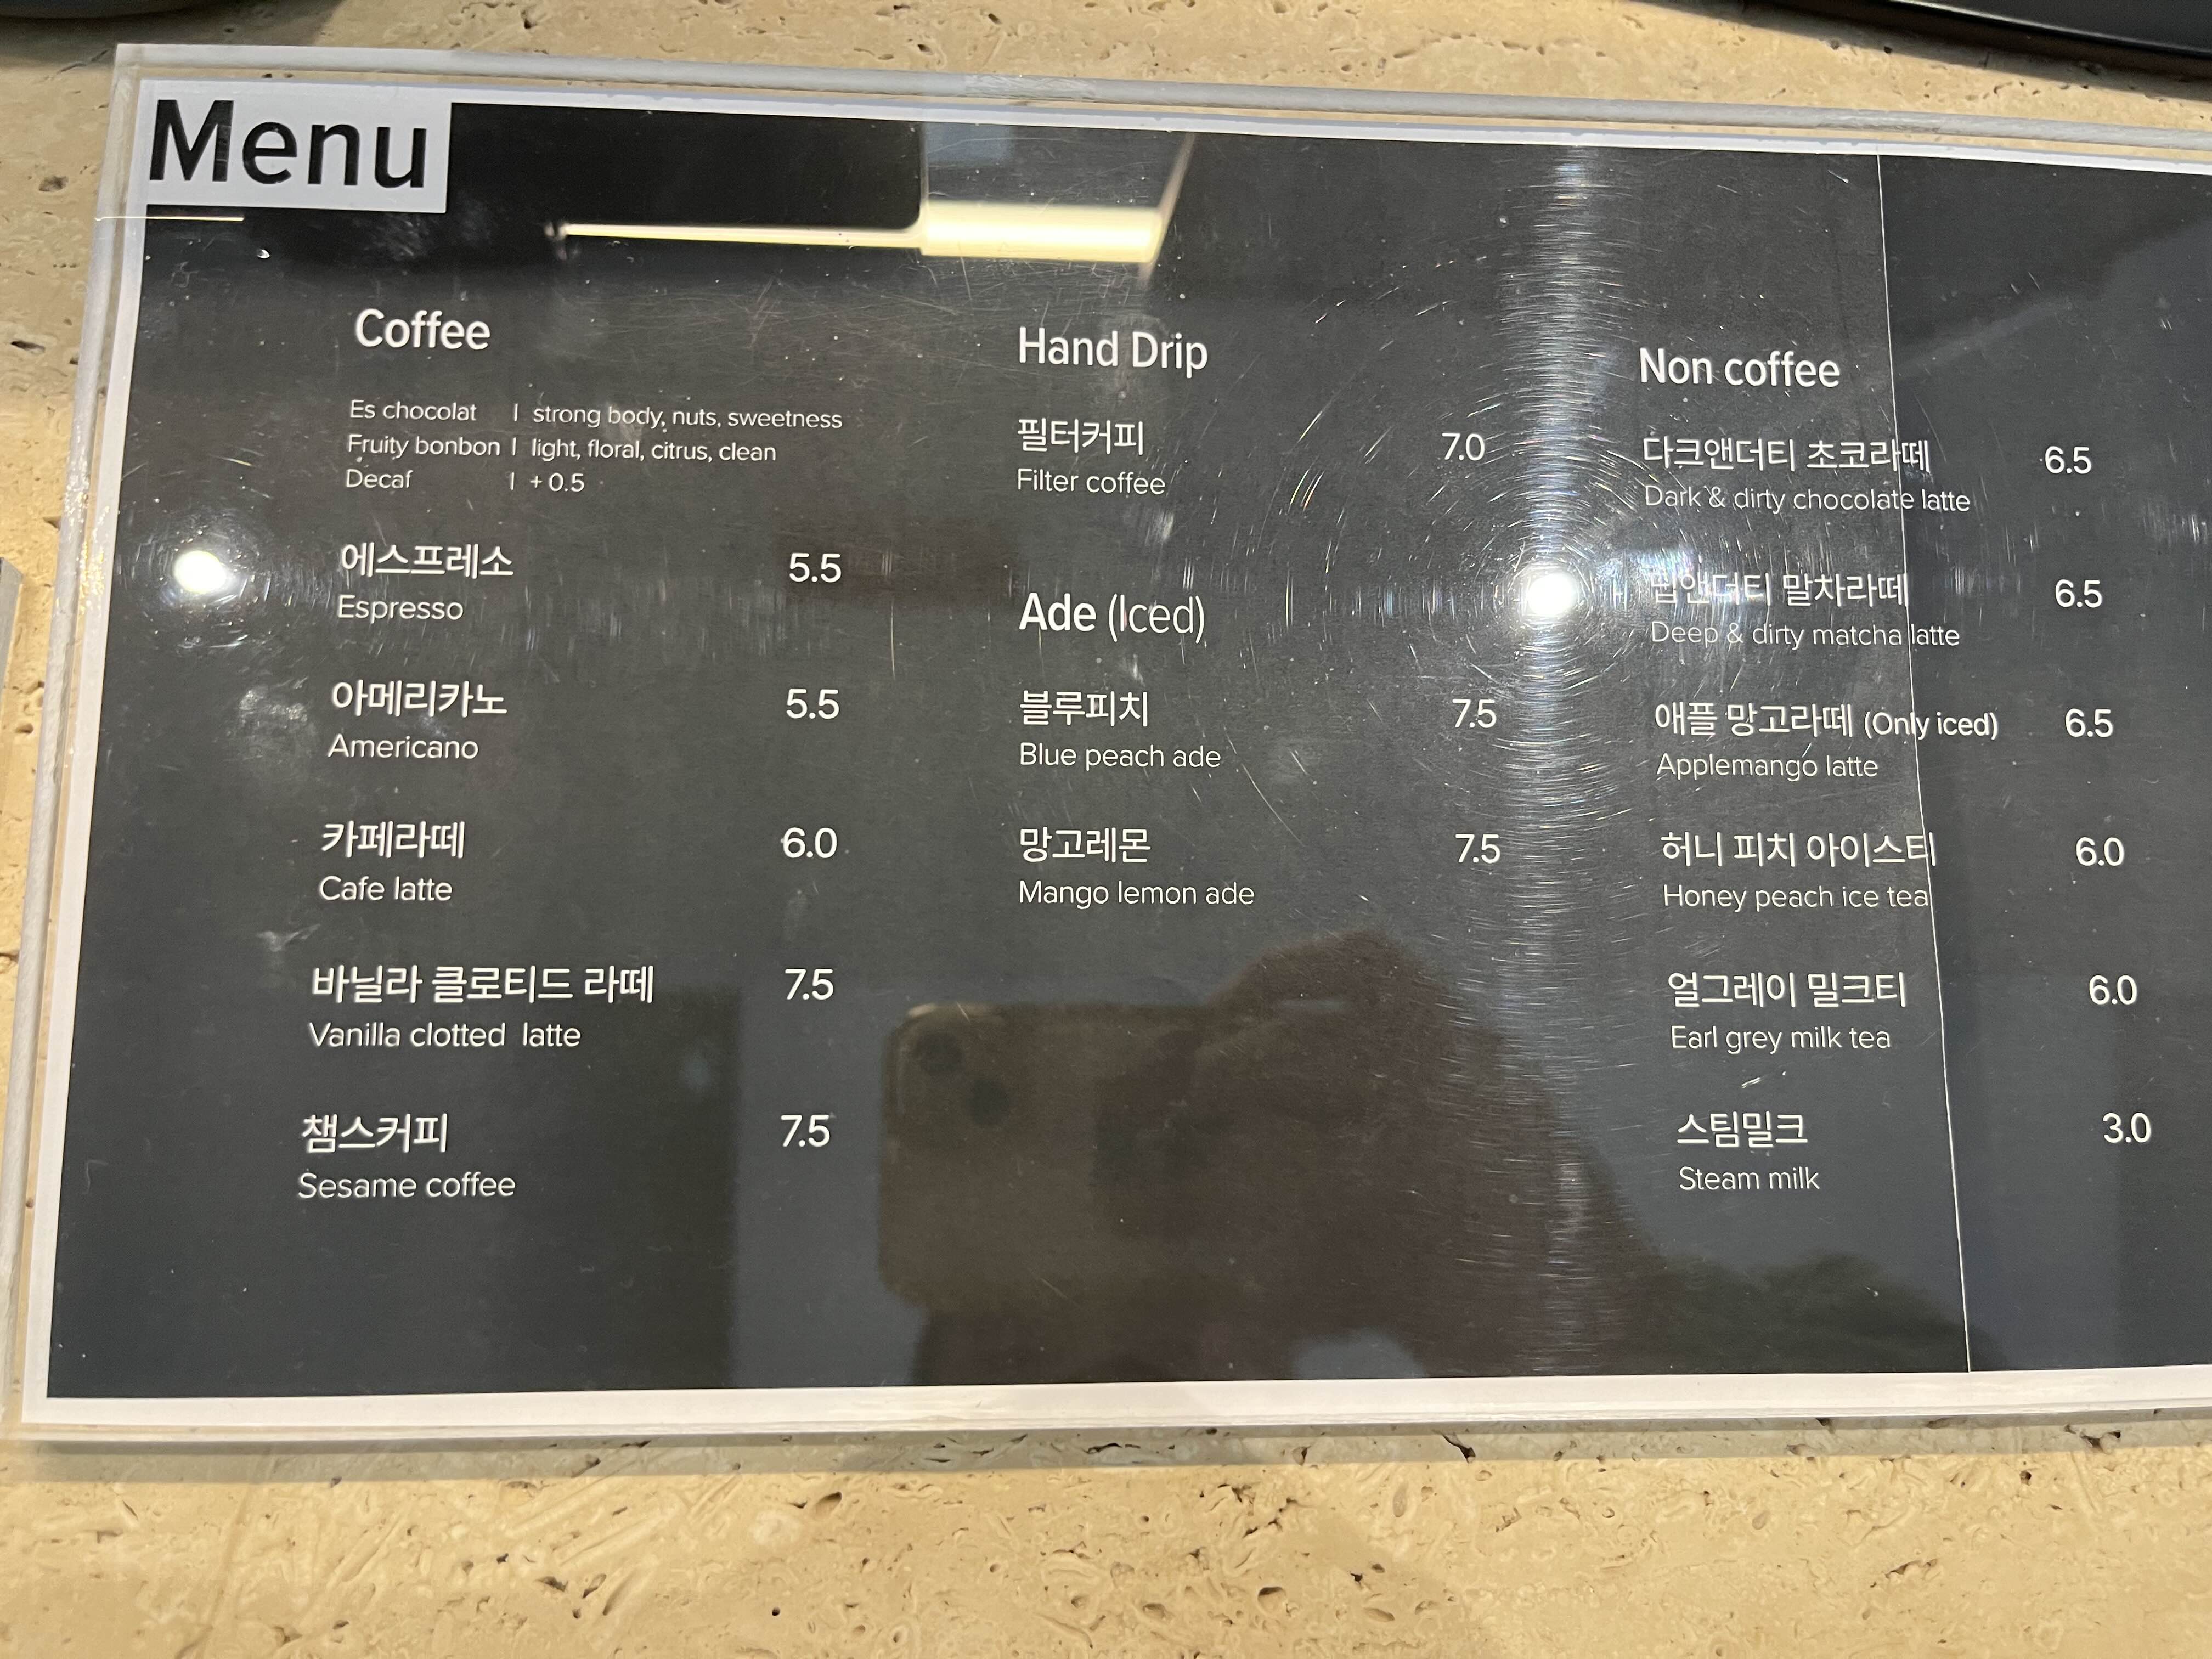 Menu
Coffee
Es chocolat | strong body, nuts, sweetness
Fruity bonbon | light, floral, citrus, clean
Decaf | + 0.5
에스프레소 5.5
Espresso
아메리카노 5.5
Americano
카페라떼 6.0
Cafe latte
바닐라 클로티드 라떼 7.5
Vanilla clotted latte
챔스커피 7.5
Sesame coffee
Hand Drip
필터커피 7.0
Filter coffee
Ade (Iced)
블루피치 7.5
Blue peach ade
망고레몬 7.5
Mango lemon ade
Non coffee
다크앤더티 초코라떼 6.5
Dark & dirty chocolate latte
딥앤더티 말차라떼 6.5
Deep & dirty matcha latte
애플 망고라떼 (Only iced) 6.5
Applemango latte
허니 피치 아이스티 6.0
Honey peach ice tea
얼그레이 밀크티 6.0
Earl grey milk tea
스팀밀크 3.0
Steam milk